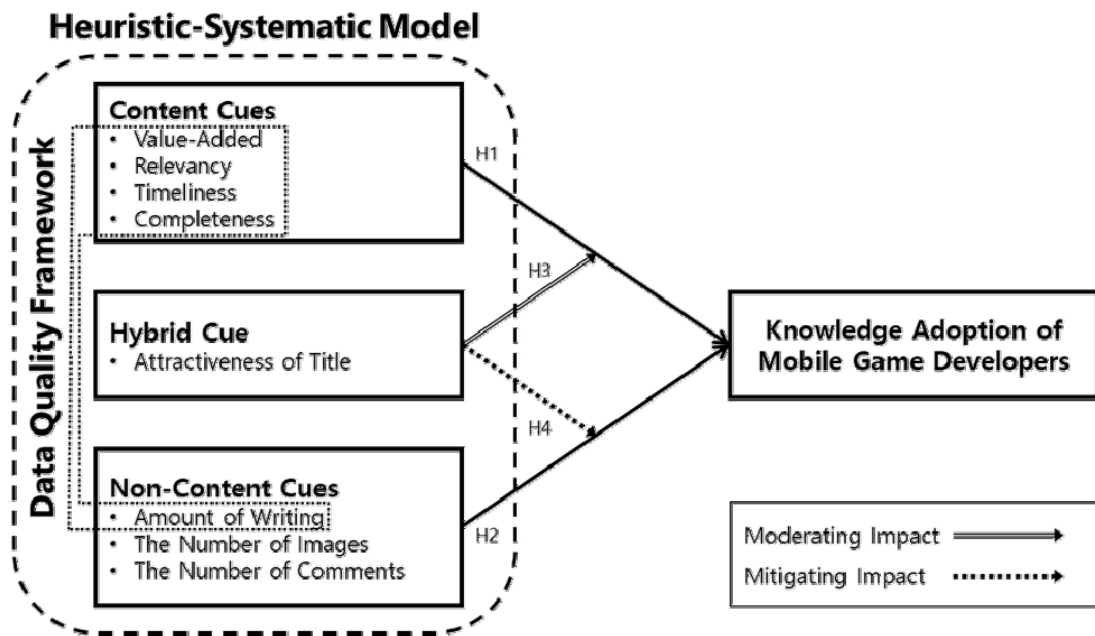 Heuristic-Systematic Model
Data Quality Framework
Content Cues
• Value-Added
• Relevancy
• Timeliness
• Completeness
H1
H3
Hybrid Cue
• Attractiveness of Title
Knowledge Adoption of
Mobile Game Developers
H4
Non-Content Cues
• Amount of Writing
• The Number of Images
• The Number of Comments
H2
Moderating Impact
Mitigating Impact